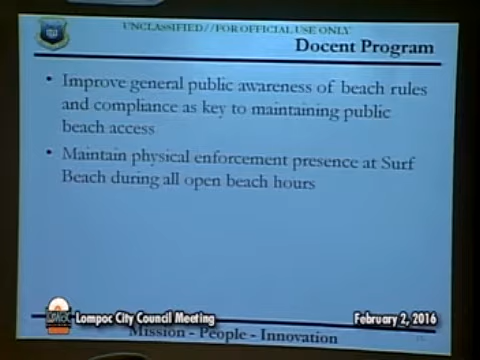 UNCLASSIFIED//FOR OFFICIAL USE ONLY
Docent Program
• Improve general public awareness of beach rules
and compliance as key to maintaining public
beach access
• Maintain physical enforcement presence at Surf
Beach during all open beach hours
Lompoc City Council Meeting
February 2, 2016
Mission - People - Innovation